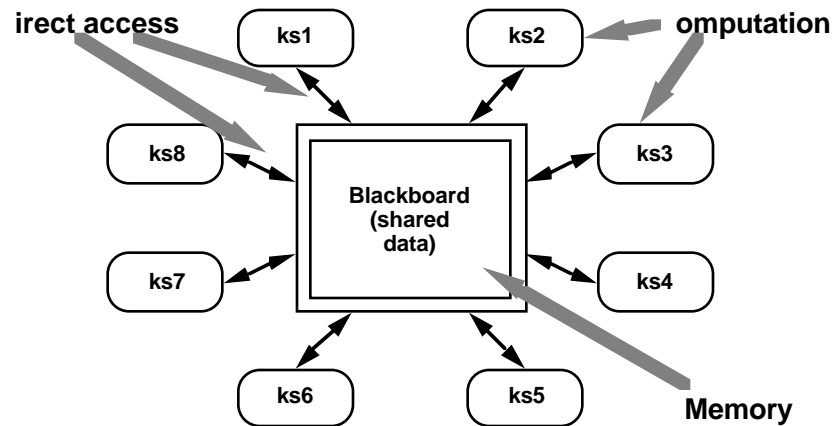 irect access
ks1
ks2
omputation
ks8
ks3
Blackboard
(shared
data)
ks7
ks4
ks6
ks5
Memory